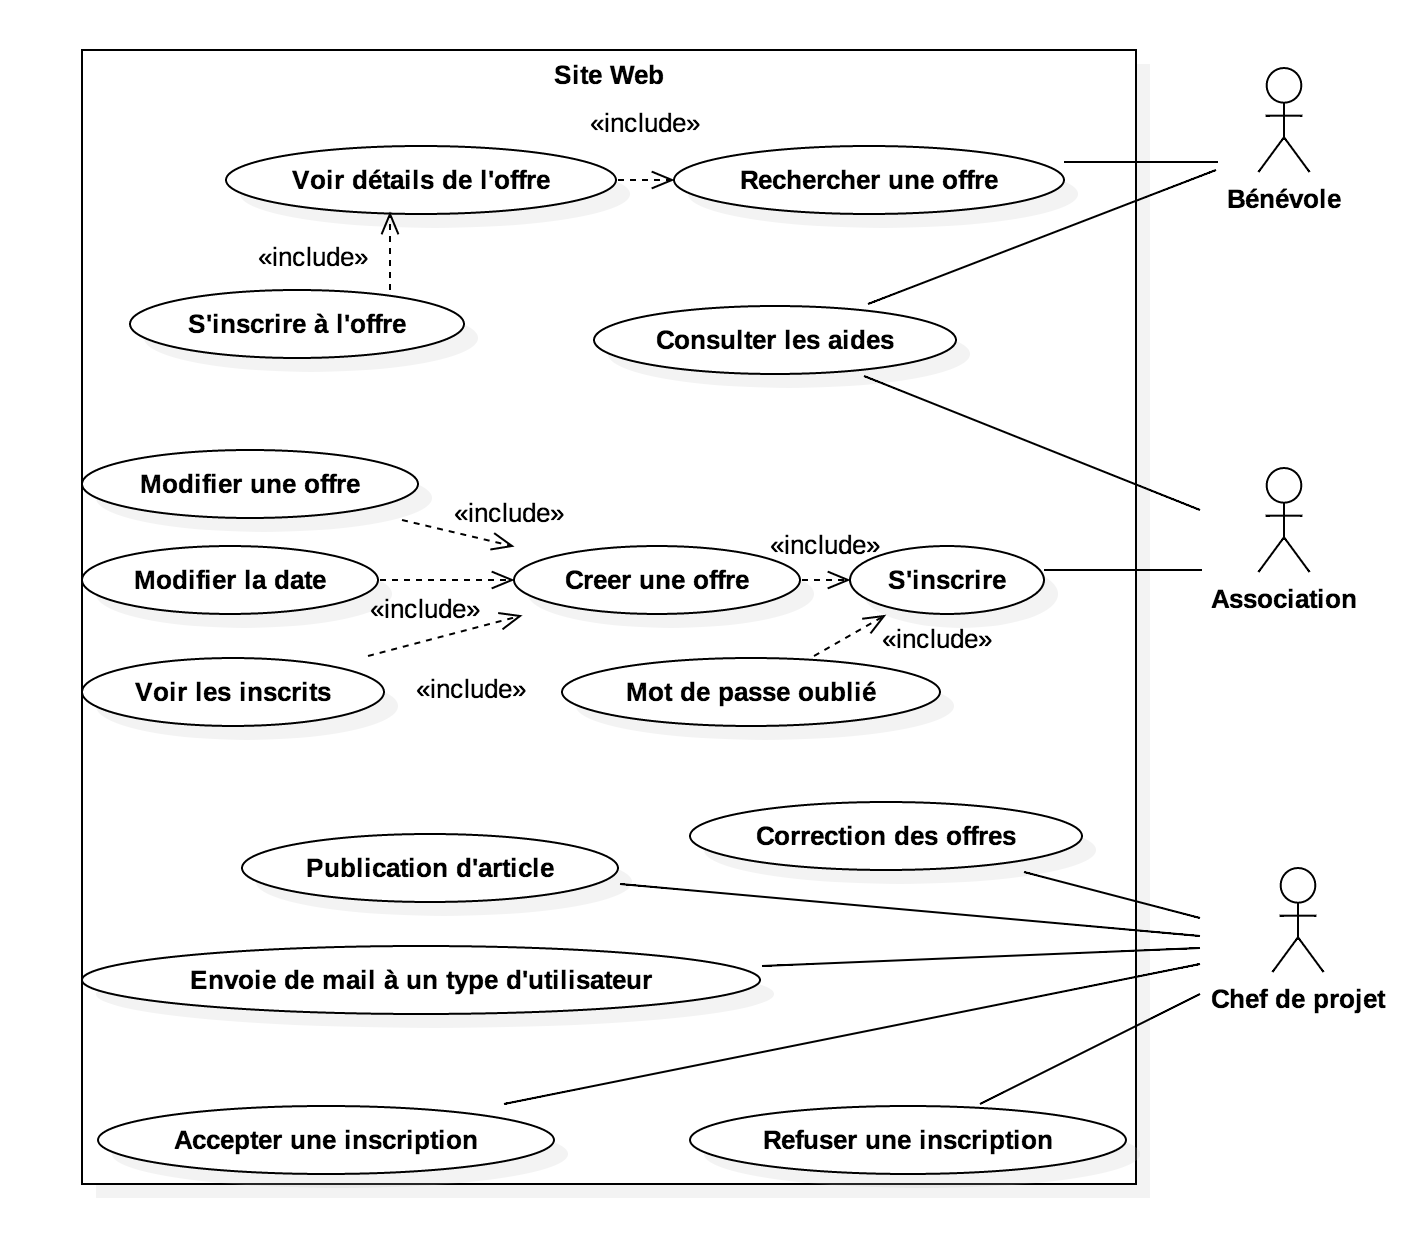 Site Web
«include»
Voir détails de l'offre
Rechercher une offre
Bénévole
«include»
S'inscrire à l'offre
Consulter les aides
Modifier une offre
«include»
«include»
Modifier la date
Creer une offre
S'inscrire
Association
«include»
«include»
Voir les inscrits
«include»
Mot de passe oublié
Correction des offres
Publication d'article
Envoie de mail à un type d'utilisateur
Chef de projet
Accepter une inscription
Refuser une inscription